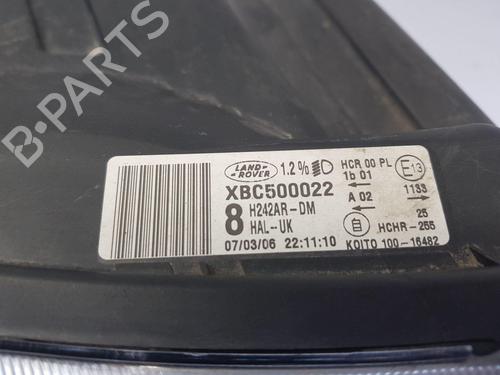 LAND
ROVER
1.2%
HCR 00 PL
1b 01
E13
XBC500022
A 02
1133
8
H242AR-DM
HAL-UK
25
HCHR-255
07/03/06 22:11:10
KOITO 100-16482
B-PARTS
B-PARTS